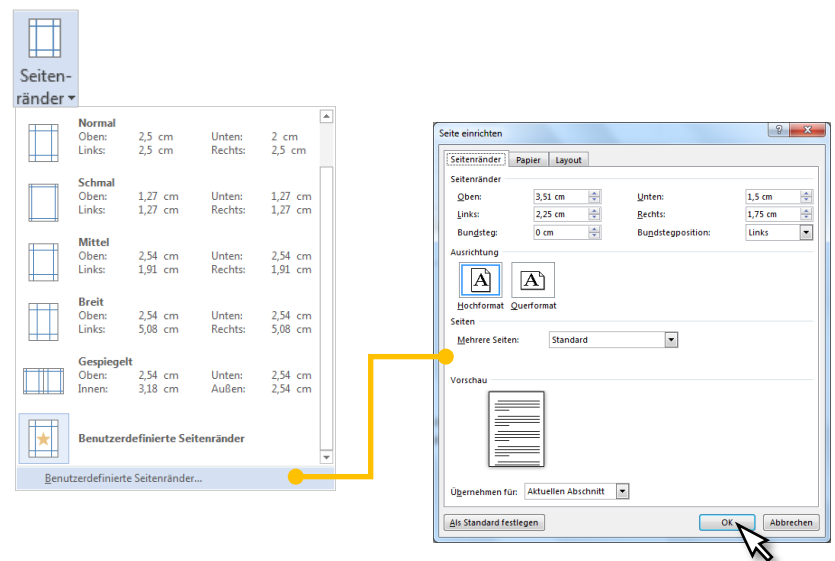 Seiten-
ränder
Normal
Oben: 2,5 cm Unten: 2 cm
Links: 2,5 cm Rechts: 2,5 cm
Schmal
Oben: 1,27 cm Unten: 1,27 cm
Links: 1,27 cm Rechts: 1,27 cm
Mittel
Oben: 2,54 cm Unten: 2,54 cm
Links: 1,91 cm Rechts: 1,91 cm
Breit
Oben: 2,54 cm Unten: 2,54 cm
Links: 5,08 cm Rechts: 5,08 cm
Gespiegelt
Oben: 2,54 cm Unten: 2,54 cm
Innen: 3,18 cm Außen: 2,54 cm
Benutzerdefinierte Seitenränder
Benutzerdefinierte Seitenränder...
Seite einrichten
Seitenränder Papier Layout
Seitenränder
Oben: 3,51 cm Unten: 1,5 cm
Links: 2,25 cm Rechts: 1,75 cm
Bundsteg: 0 cm Bundstegposition: Links
Ausrichtung
A A
Hochformat Querformat
Seiten
Mehrere Seiten: Standard
Vorschau
Übernehmen für: Aktuellen Abschnitt
Als Standard festlegen OK Abbrechen